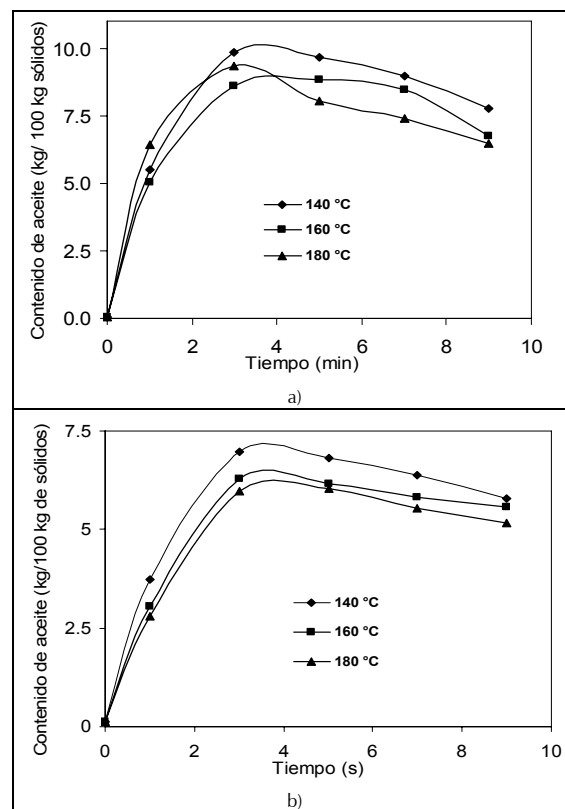 Contenido de aceite (kg/ 100 kg sólidos)
10.0
7.5
5.0
2.5
0.0
140 °C
160 °C
180 °C
0 2 4 6 8 10
Tiempo (min)
a)
Contenido de aceite (kg/100 kg de sólidos)
7.5
5
2.5
0
140 °C
160 °C
180 °C
0 2 4 6 8 10
Tiempo (s)
b)